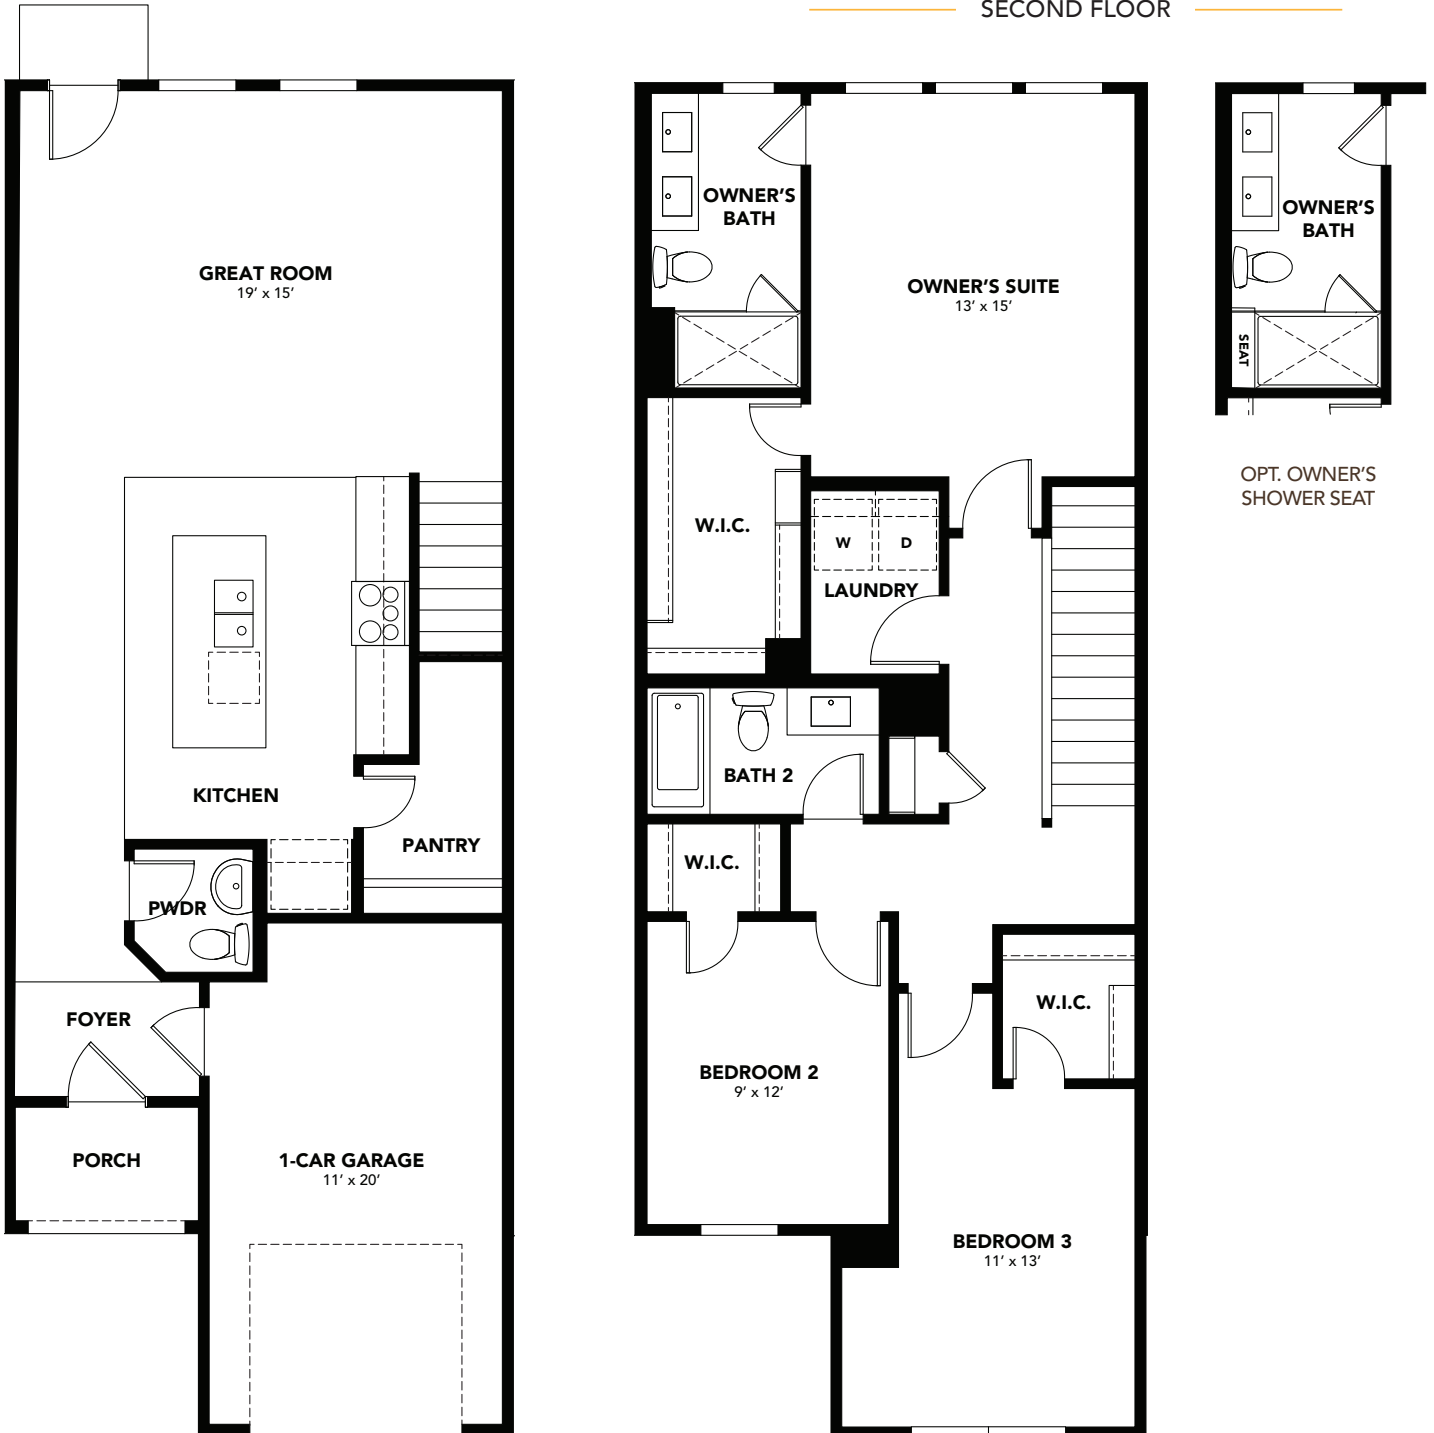 SECOND FLOOR
GREAT ROOM
19’ x 15’
KITCHEN
PANTRY
PWDR
FOYER
PORCH
1-CAR GARAGE
11’ x 20’
OWNER’S
BATH
OWNER’S SUITE
13’ x 15’
W.I.C.
W
D
LAUNDRY
BATH 2
W.I.C.
W.I.C.
BEDROOM 2
9’ x 12’
BEDROOM 3
11’ x 13’
OWNER’S
BATH
SEAT
OPT. OWNER’S
SHOWER SEAT